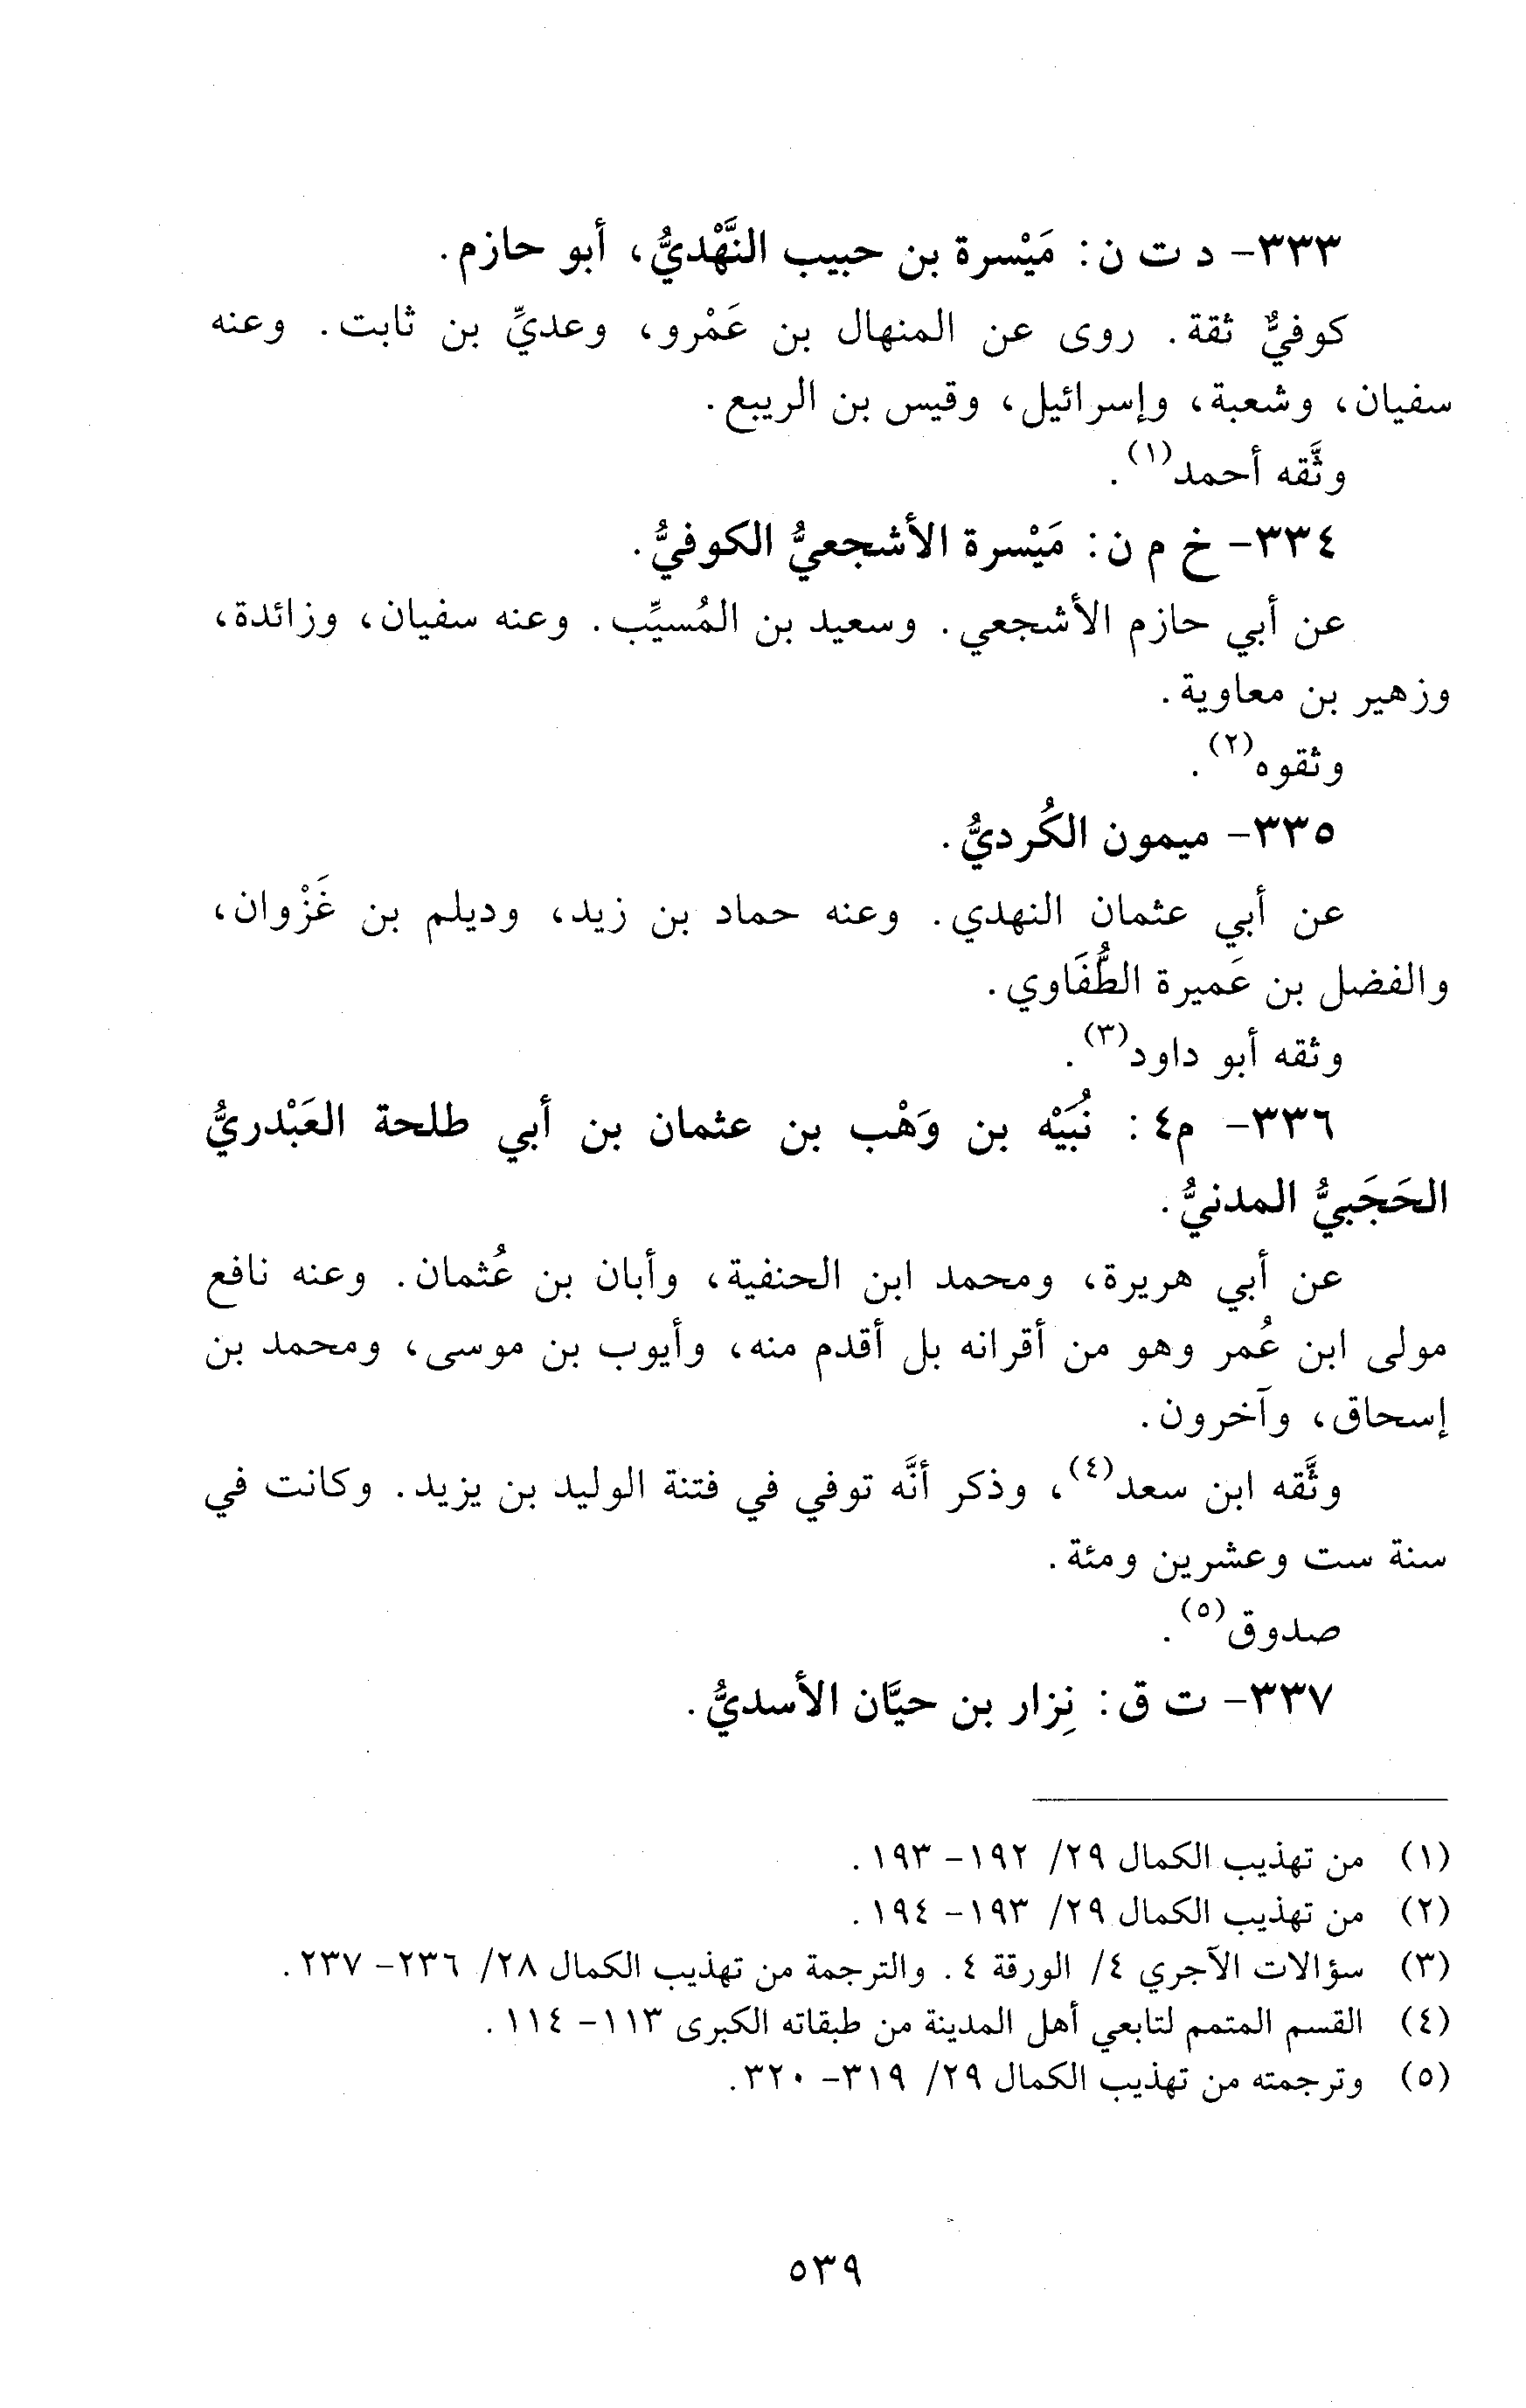 ٣٣٣- د ت ن: مَيْسرة بن حبيب النَّهْديُّ، أبو حازم.
كوفيٌّ ثقة. روى عن المنهال بن عَمْرو، وعديِّ بن ثابت. وعنه
سفيان، وشعبة، وإسرائيل، وقيس بن الربيع.
وثَّقه أحمد(١).
٣٣٤- خ م ن: مَيْسرة الأشجعيُّ الكوفيُّ.
عن أبي حازم الأشجعي. وسعيد بن المُسيِّب. وعنه سفيان، وزائدة،
وزهير بن معاوية.
وثقوه(٢).
٣٣٥- ميمون الكُرديُّ.
عن أبي عثمان النهدي. وعنه حماد بن زيد، وديلم بن غَزْوان،
والفضل بن عَميرة الطُّفَاوي.
وثقه أبو داود(٣).
٣٣٦- م٤: نُبَيْه بن وَهْب بن عثمان بن أبي طلحة العَبْدريُّ
الحَجَبيُّ المدنيُّ.
عن أبي هريرة، ومحمد ابن الحنفية، وأبان بن عُثمان. وعنه نافع
مولى ابن عُمر وهو من أقرانه بل أقدم منه، وأيوب بن موسى، ومحمد بن
إسحاق، وآخرون.
وثَّقه ابن سعد(٤)، وذكر أنَّه توفي في فتنة الوليد بن يزيد. وكانت في
سنة ست وعشرين ومئة.
صدوق(٥).
٣٣٧- ت ق: نِزار بن حيَّان الأسديُّ.
(١) من تهذيب الكمال ٢٩/ ١٩٢- ١٩٣.
(٢) من تهذيب الكمال ٢٩/ ١٩٣- ١٩٤.
(٣) سؤالات الآجري ٤/ الورقة ٤. والترجمة من تهذيب الكمال ٢٨/ ٢٣٦- ٢٣٧.
(٤) القسم المتمم لتابعي أهل المدينة من طبقاته الكبرى ١١٣- ١١٤.
(٥) وترجمته من تهذيب الكمال ٢٩/ ٣١٩- ٣٢٠.
٥٣٩